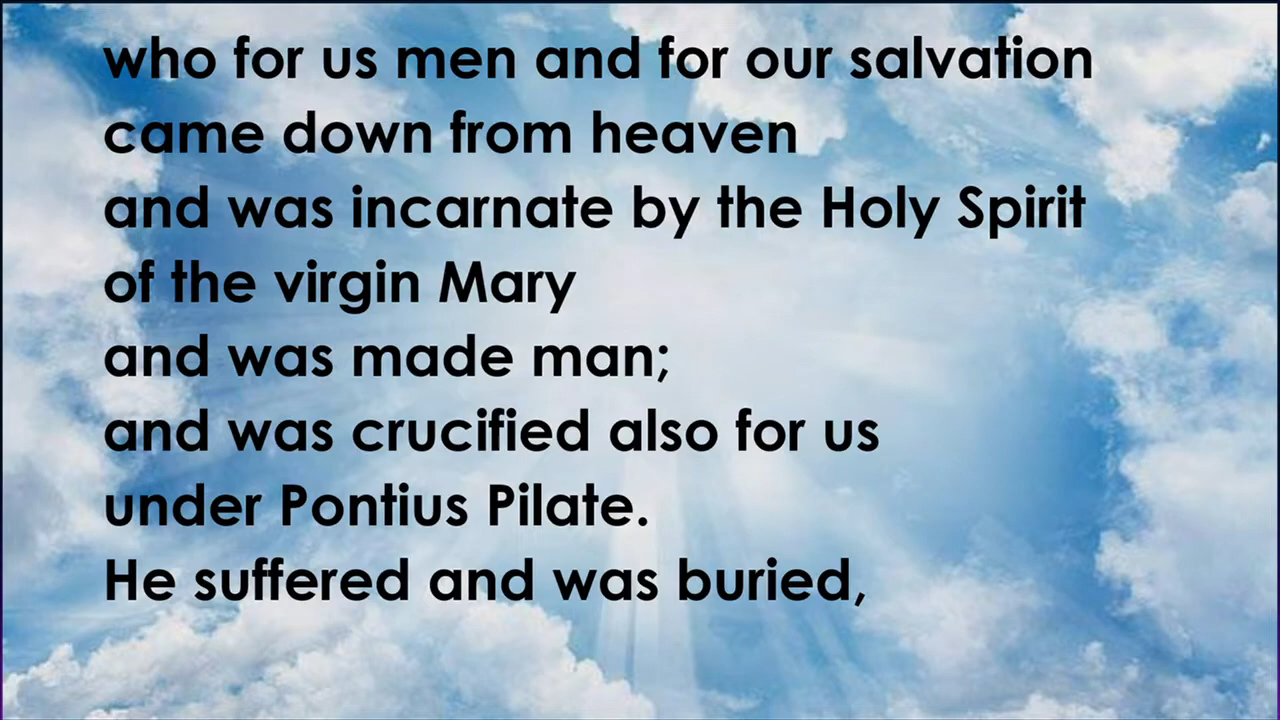 who for us men and for our salvation
came down from heaven
and was incarnate by the Holy Spirit
of the virgin Mary
and was made man;
and was crucified also for us
under Pontius Pilate.
He suffered and was buried,